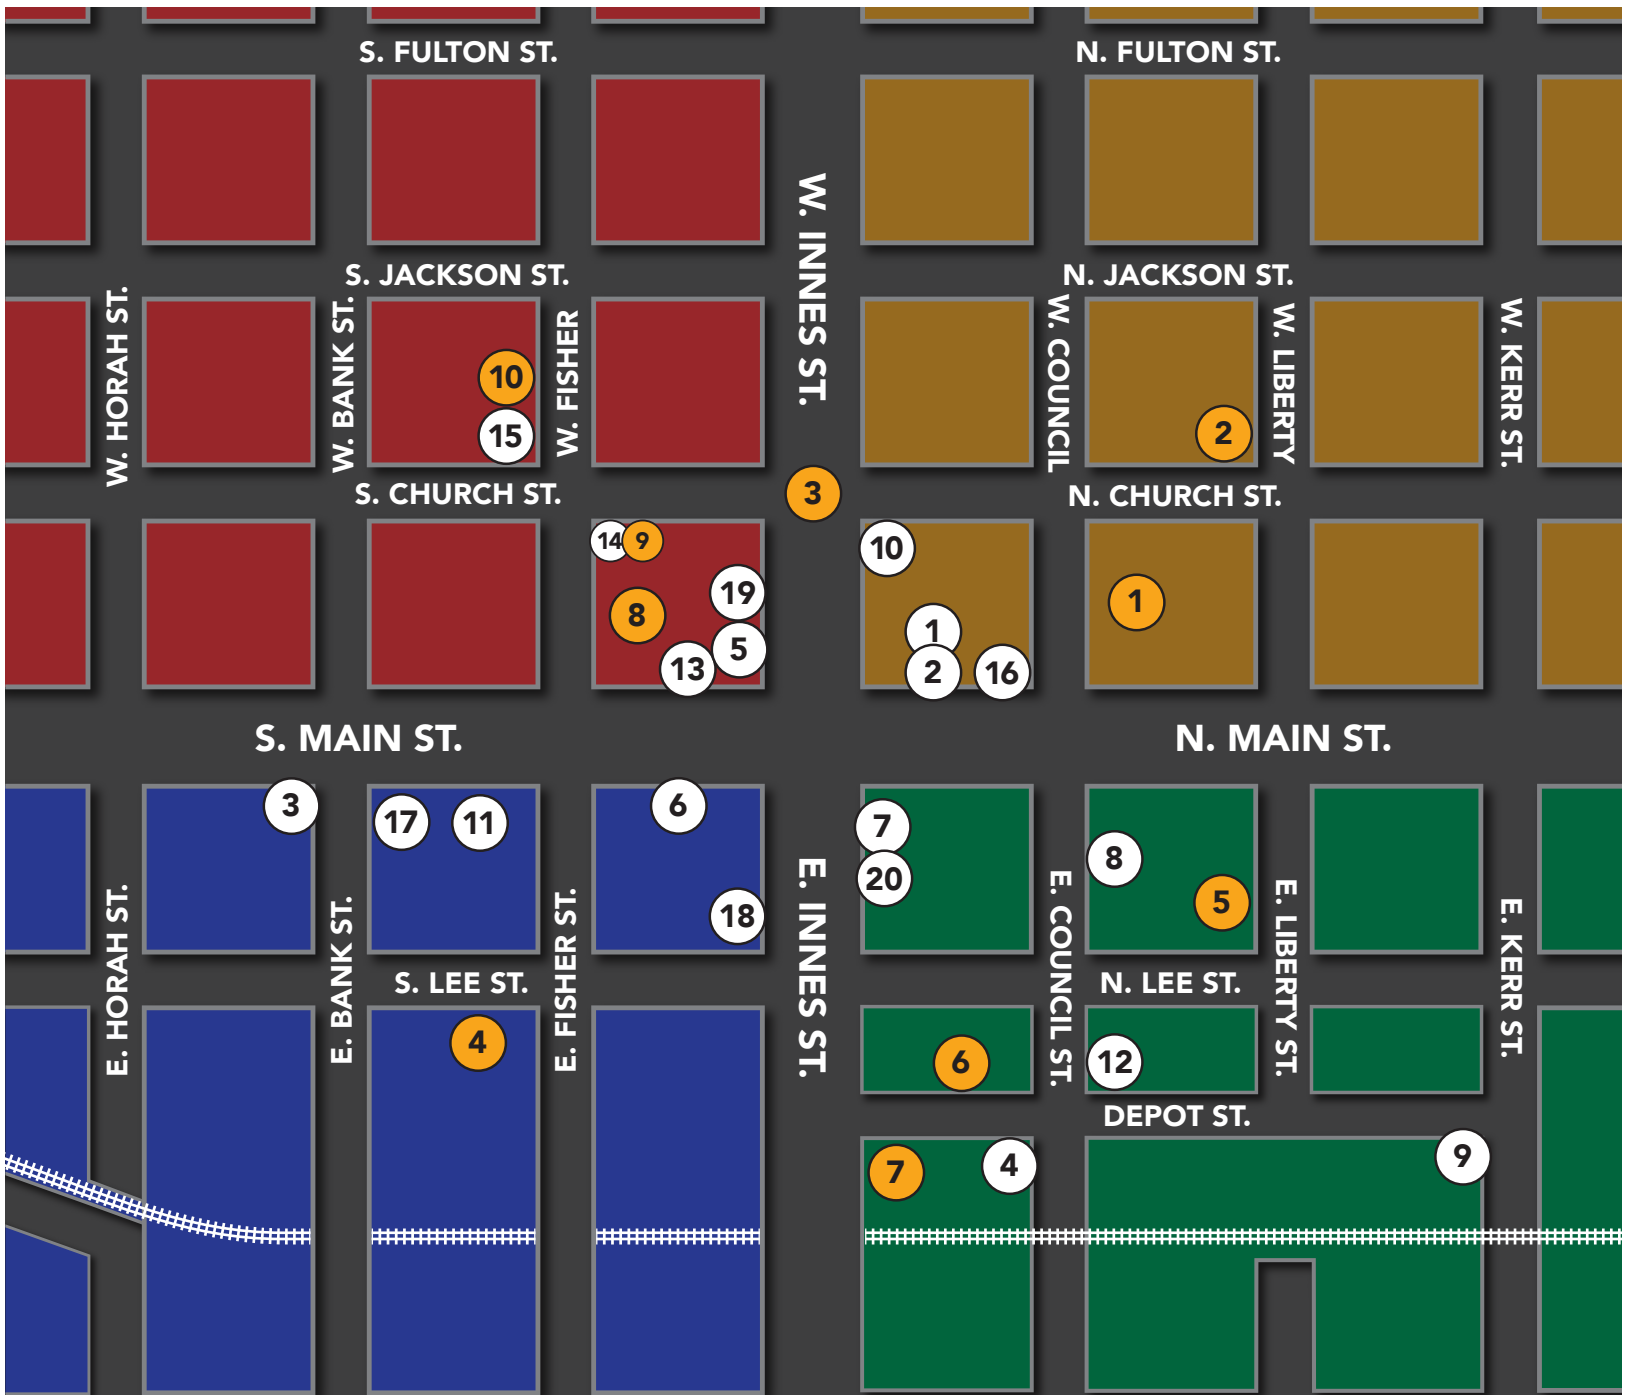 S. FULTON ST.
N. FULTON ST.
W. INNES ST.
S. JACKSON ST.
N. JACKSON ST.
W. HORAH ST.
W. BANK ST.
W. FISHER
W. COUNCIL
W. LIBERTY
W. KERR ST.
10
15
2
S. CHURCH ST.
3
N. CHURCH ST.
14
9
10
19
8
1
1
5
13
2
16
S. MAIN ST.
N. MAIN ST.
3
17
11
6
7
8
20
5
18
E. HORAH ST.
E. BANK ST.
E. FISHER ST.
E. INNES ST.
E. COUNCIL ST.
E. LIBERTY ST.
E. KERR ST.
S. LEE ST.
N. LEE ST.
4
6
12
DEPOT ST.
7
4
9